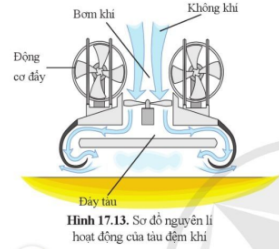 Bơm khí
Không khí
Động
cơ đẩy
Đáy tàu
Hình 17.13. Sơ đồ nguyên lí
hoạt động của tàu đệm khí